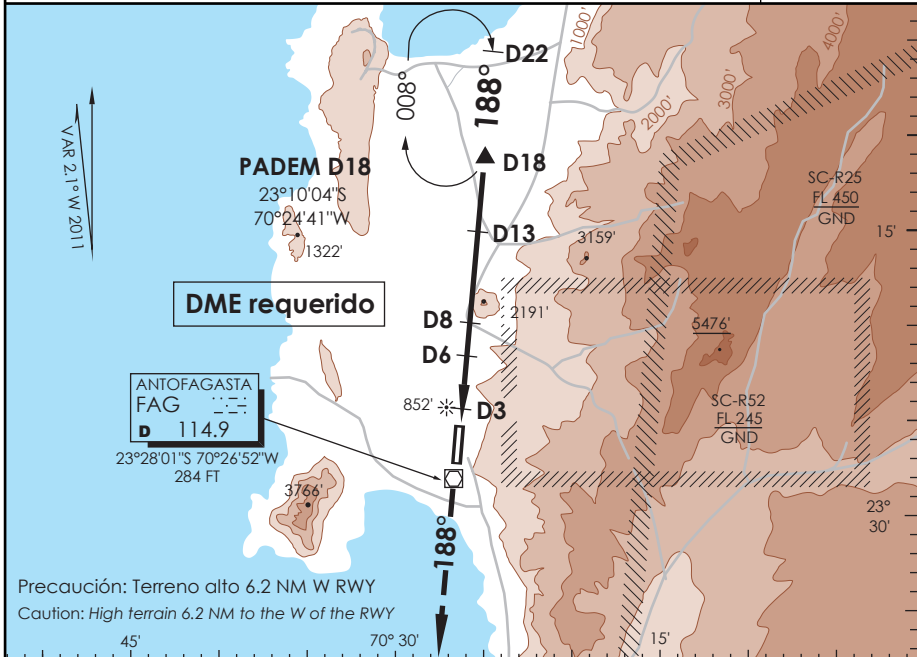 1000'
4000'
3000'
2000'
D22
008°
188°
VAR 2.1° W 2011
PADEM D18
23°10'04"S
70°24'41"W
D18
SC-R25
FL 450
GND
D13
3159'
15'
1322'
DME requerido
2191'
D8
5476'
D6
ANTOFAGASTA
FAG
D 114.9
23°28'01"S 70°26'52"W
284 FT
852'
D3
SC-R52
FL 245
GND
3766'
23°
30'
188°
Precaución: Terreno alto 6.2 NM W RWY
Caution: High terrain 6.2 NM to the W of the RWY
45'
70° 30'
15'